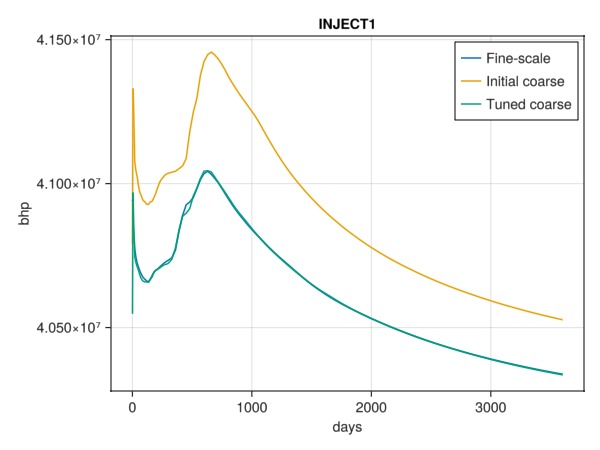 INJECT1
4.150×10⁷
4.100×10⁷
4.050×10⁷
bhp
Fine-scale
Initial coarse
Tuned coarse
0 1000 2000 3000
days